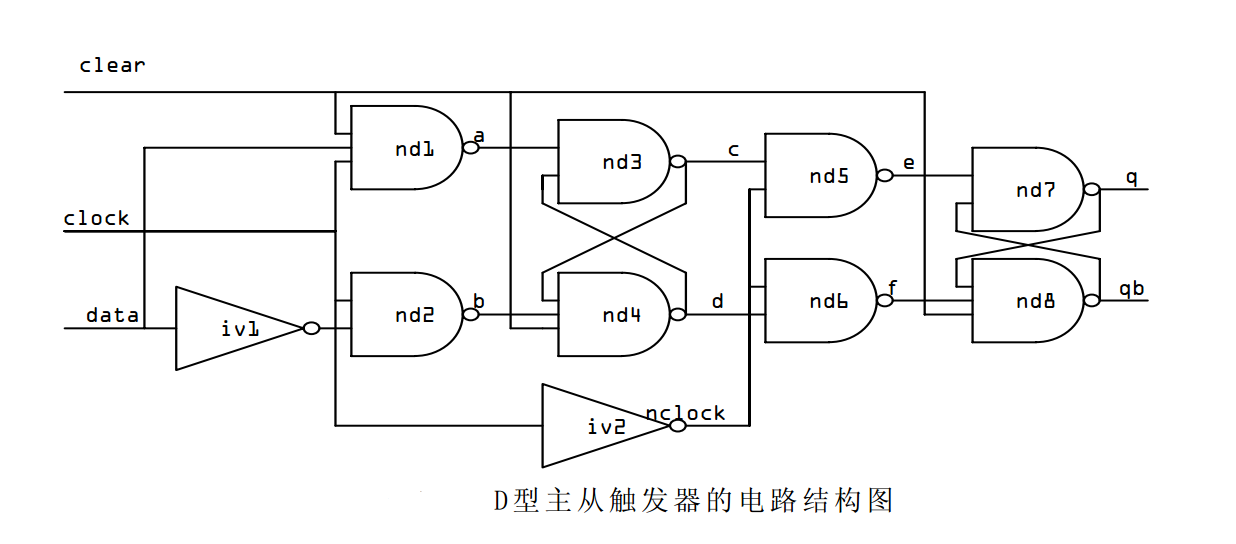 clear
nd1
a
nd3
c
nd5
e
nd7
q
clock
data
iv1
nd2
b
nd4
d
nd6
f
nd8
qb
iv2
nclock
D型主从触发器的电路结构图